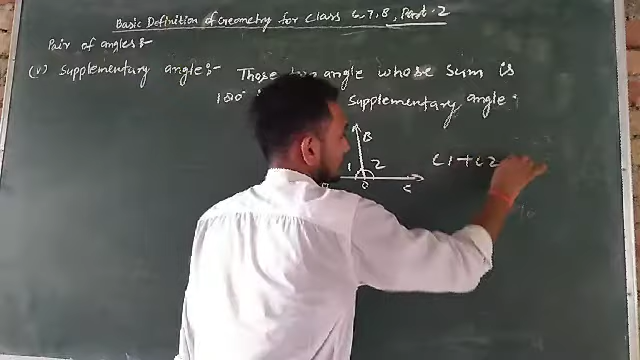 Basic Definition of Geometry for Class 6,7,8, Part-2
Pair of angles:-
(v) Supplementary angle:- Those angle whose sum is
180° Supplementary angle:
B
1 2
O C
∠1+∠2